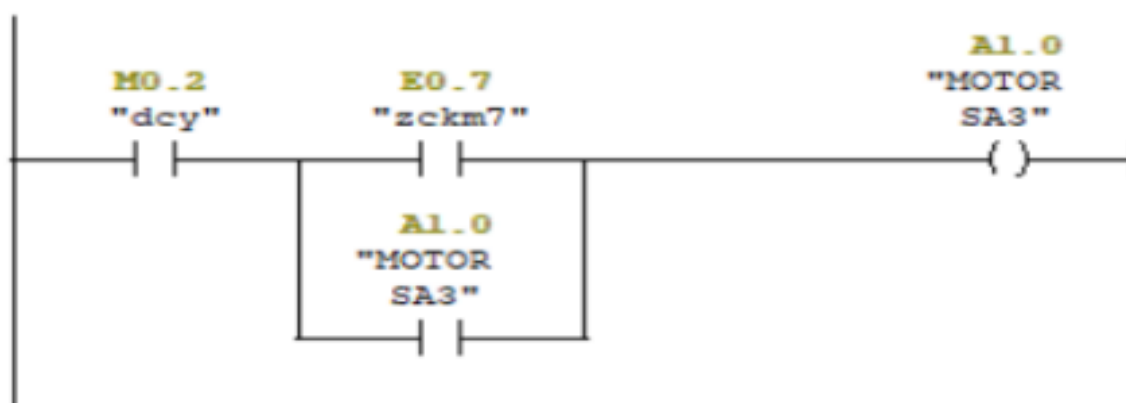 M0.2
"dcy"
E0.7
"zckm7"
A1.0
"MOTOR
SA3"
A1.0
"MOTOR
SA3"